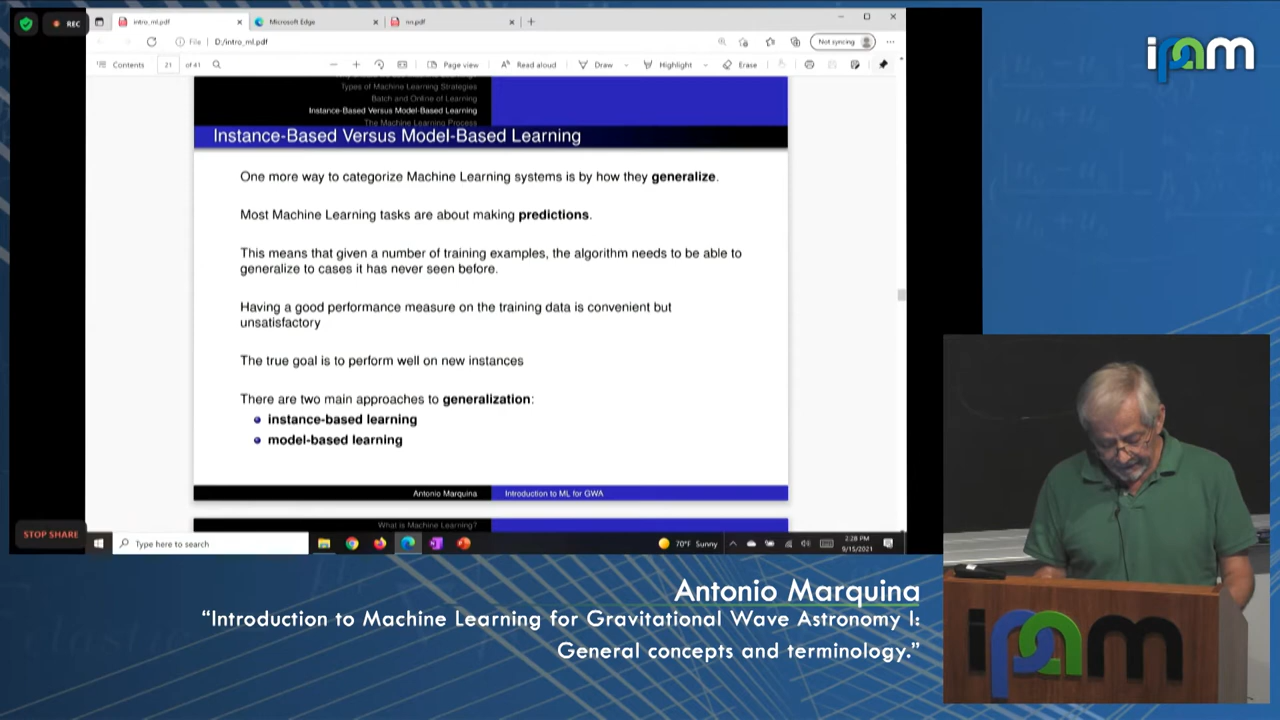 REC
intro_ml.pdf
Microsoft Edge
nn.pdf
File
D:/intro_ml.pdf
Not syncing
Contents
21
of 41
Page view
Read aloud
Draw
Highlight
Erase
Types of Machine Learning Strategies
Batch and Online of Learning
Instance-Based Versus Model-Based Learning
The Machine Learning Process
Instance-Based Versus Model-Based Learning
One more way to categorize Machine Learning systems is by how they generalize.
Most Machine Learning tasks are about making predictions.
This means that given a number of training examples, the algorithm needs to be able to
generalize to cases it has never seen before.
Having a good performance measure on the training data is convenient but
unsatisfactory
The true goal is to perform well on new instances
There are two main approaches to generalization:
instance-based learning
model-based learning
Antonio Marquina
Introduction to ML for GWA
What is Machine Learning?
STOP SHARE
Type here to search
70°F Sunny
2:28 PM
9/15/2021
ipam
ipam
Antonio Marquina
“Introduction to Machine Learning for Gravitational Wave Astronomy I:
General concepts and terminology.”